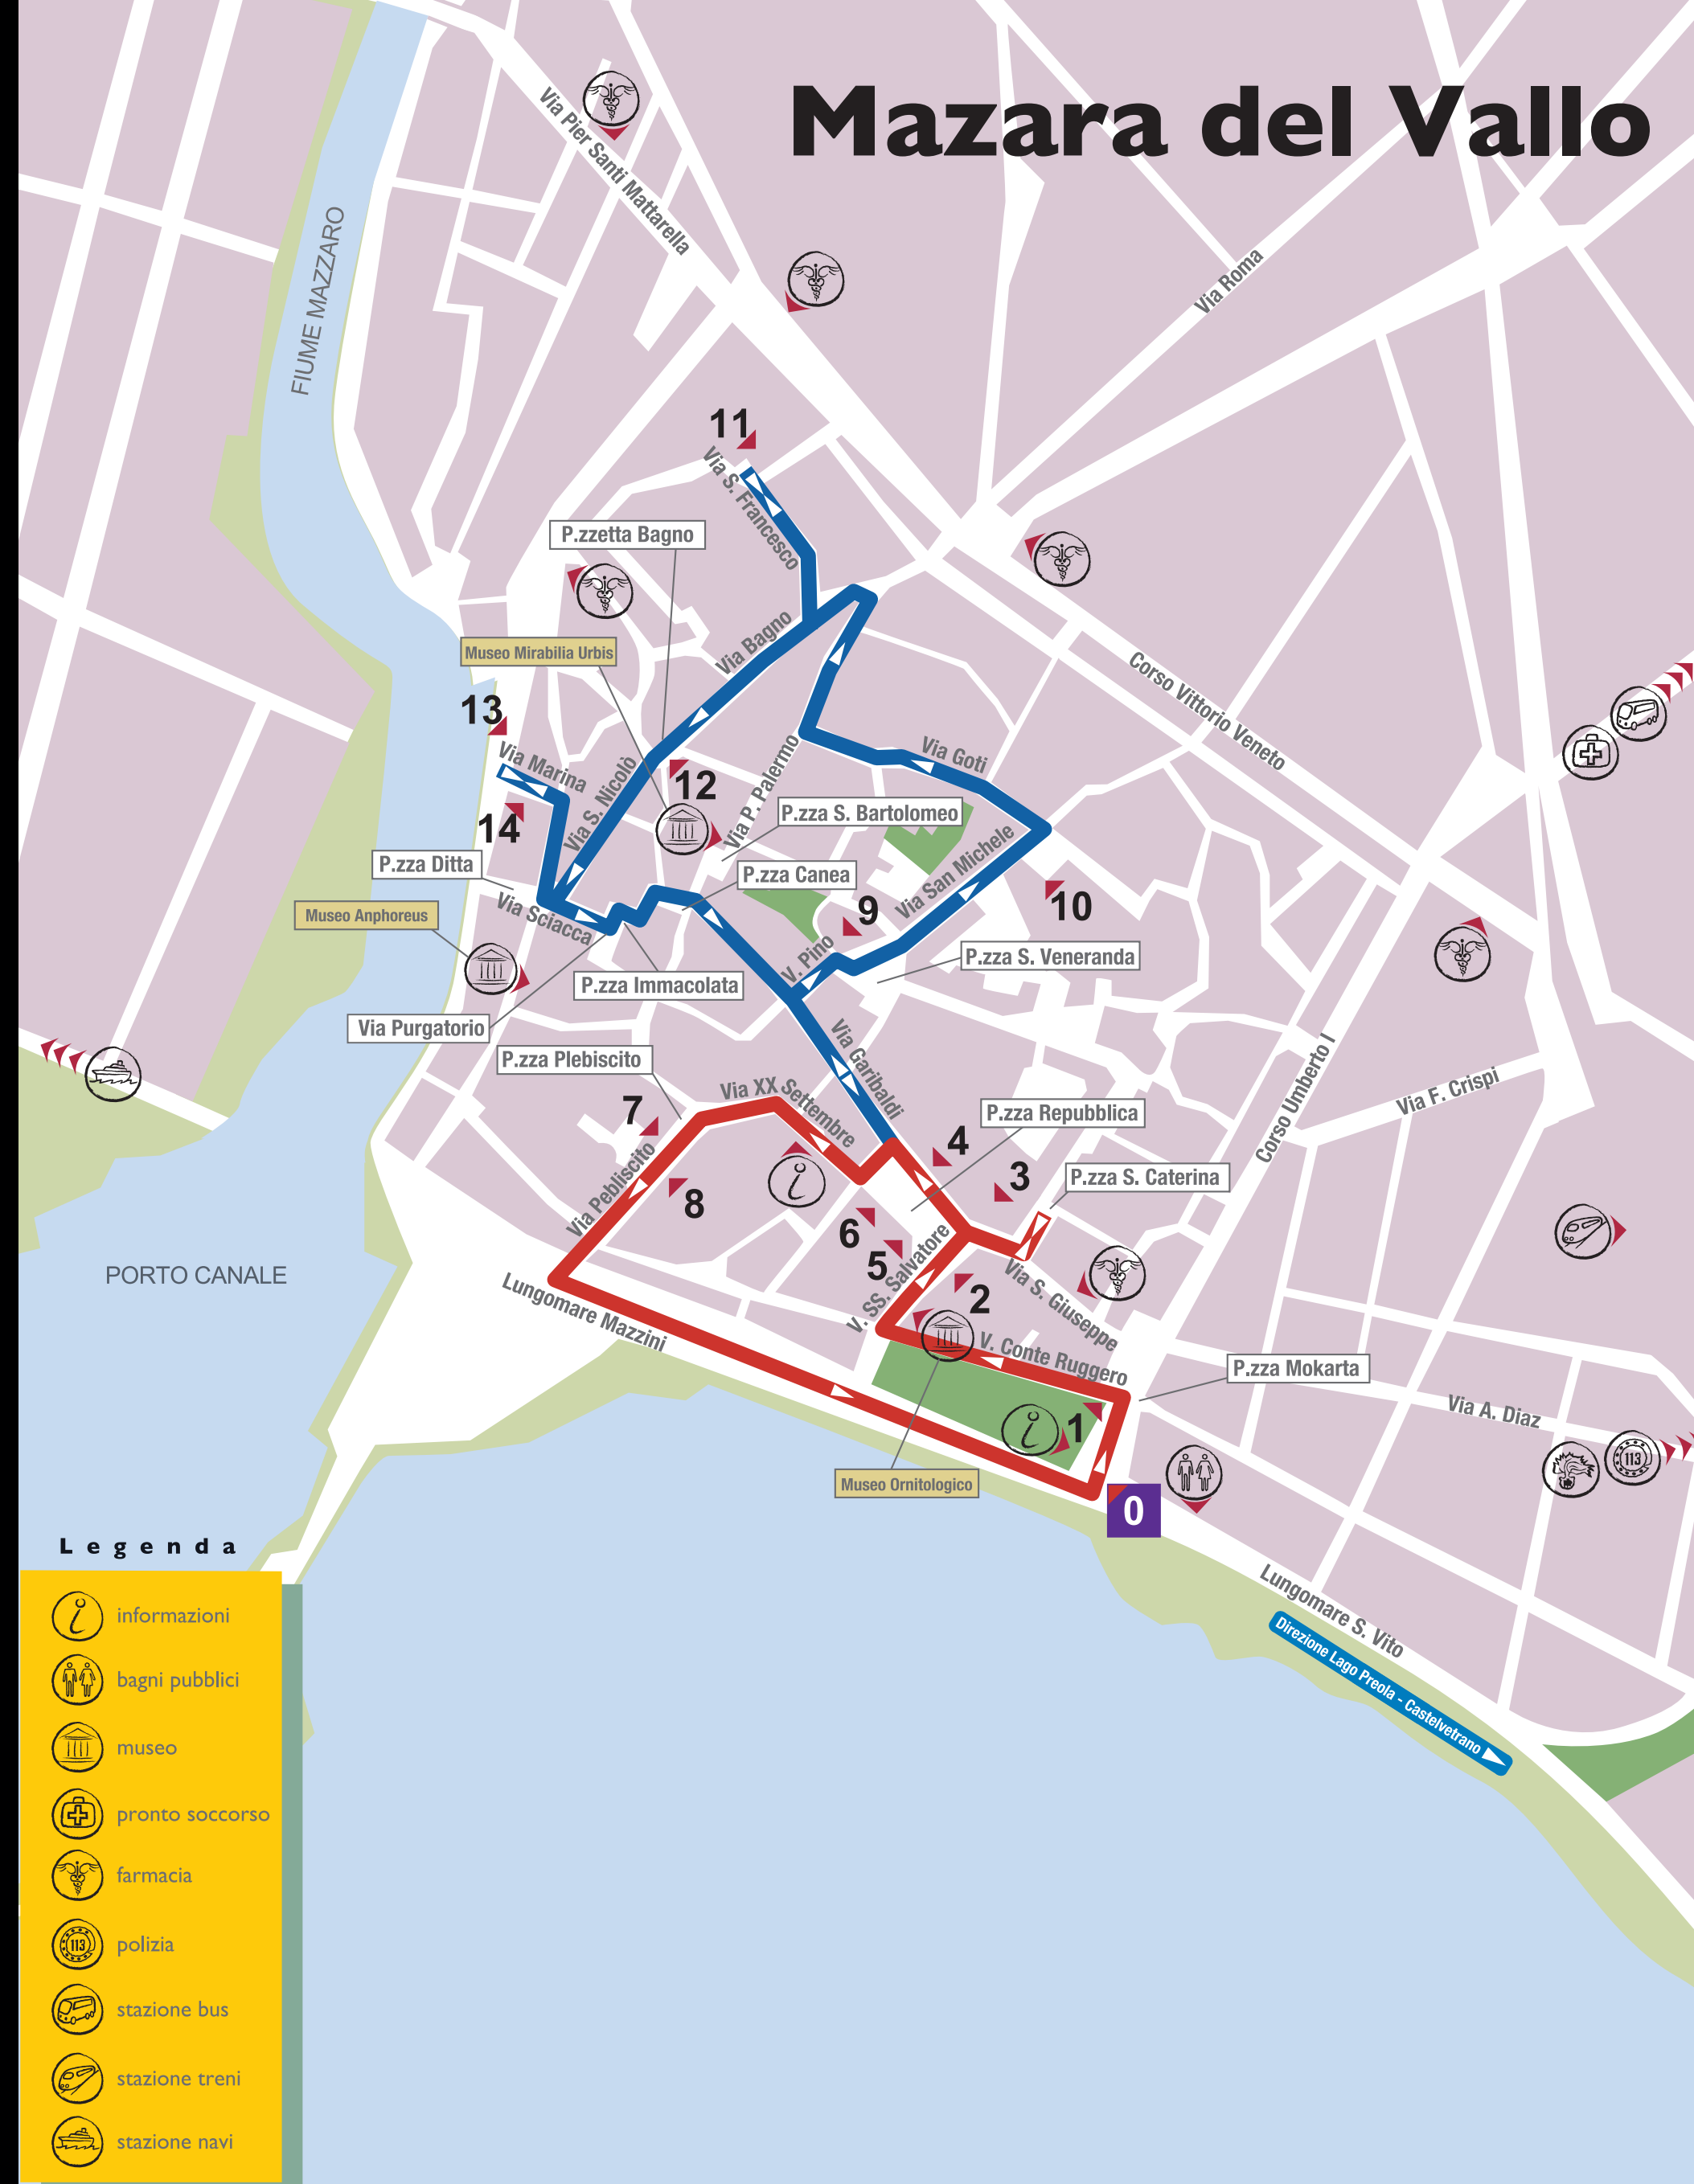 Mazara del Vallo
Via Pier Santi Mattarella
FIUME MAZZARO
Via Roma
11
Via S. Francesco
P.zzetta Bagno
Via Bagno
Museo Mirabilia Urbis
Corso Vittorio Veneto
13
Via Marina
Via S. Nicolò
12
Via P. Palermo
Via Goti
14
P.zza S. Bartolomeo
P.zza Ditta
P.zza Canea
Via San Michele
10
9
Museo Anphoreus
Via Sciacca
V. Pino
P.zza S. Veneranda
P.zza Immacolata
Via Purgatorio
P.zza Plebiscito
Via Garibaldi
Corso Umberto I
Via F. Crispi
Via XX Settembre
7
P.zza Repubblica
4
3
P.zza S. Caterina
Via Pebliscito
8
6
5
V. SS. Salvatore
PORTO CANALE
Lungomare Mazzini
2
Via S. Giuseppe
V. Conte Ruggero
P.zza Mokarta
Via A. Diaz
1
113
Museo Ornitologico
0
Lungomare S. Vito
Direzione Lago Preola - Castelvetrano
Legenda
informazioni
bagni pubblici
museo
pronto soccorso
farmacia
113
polizia
stazione bus
stazione treni
stazione navi